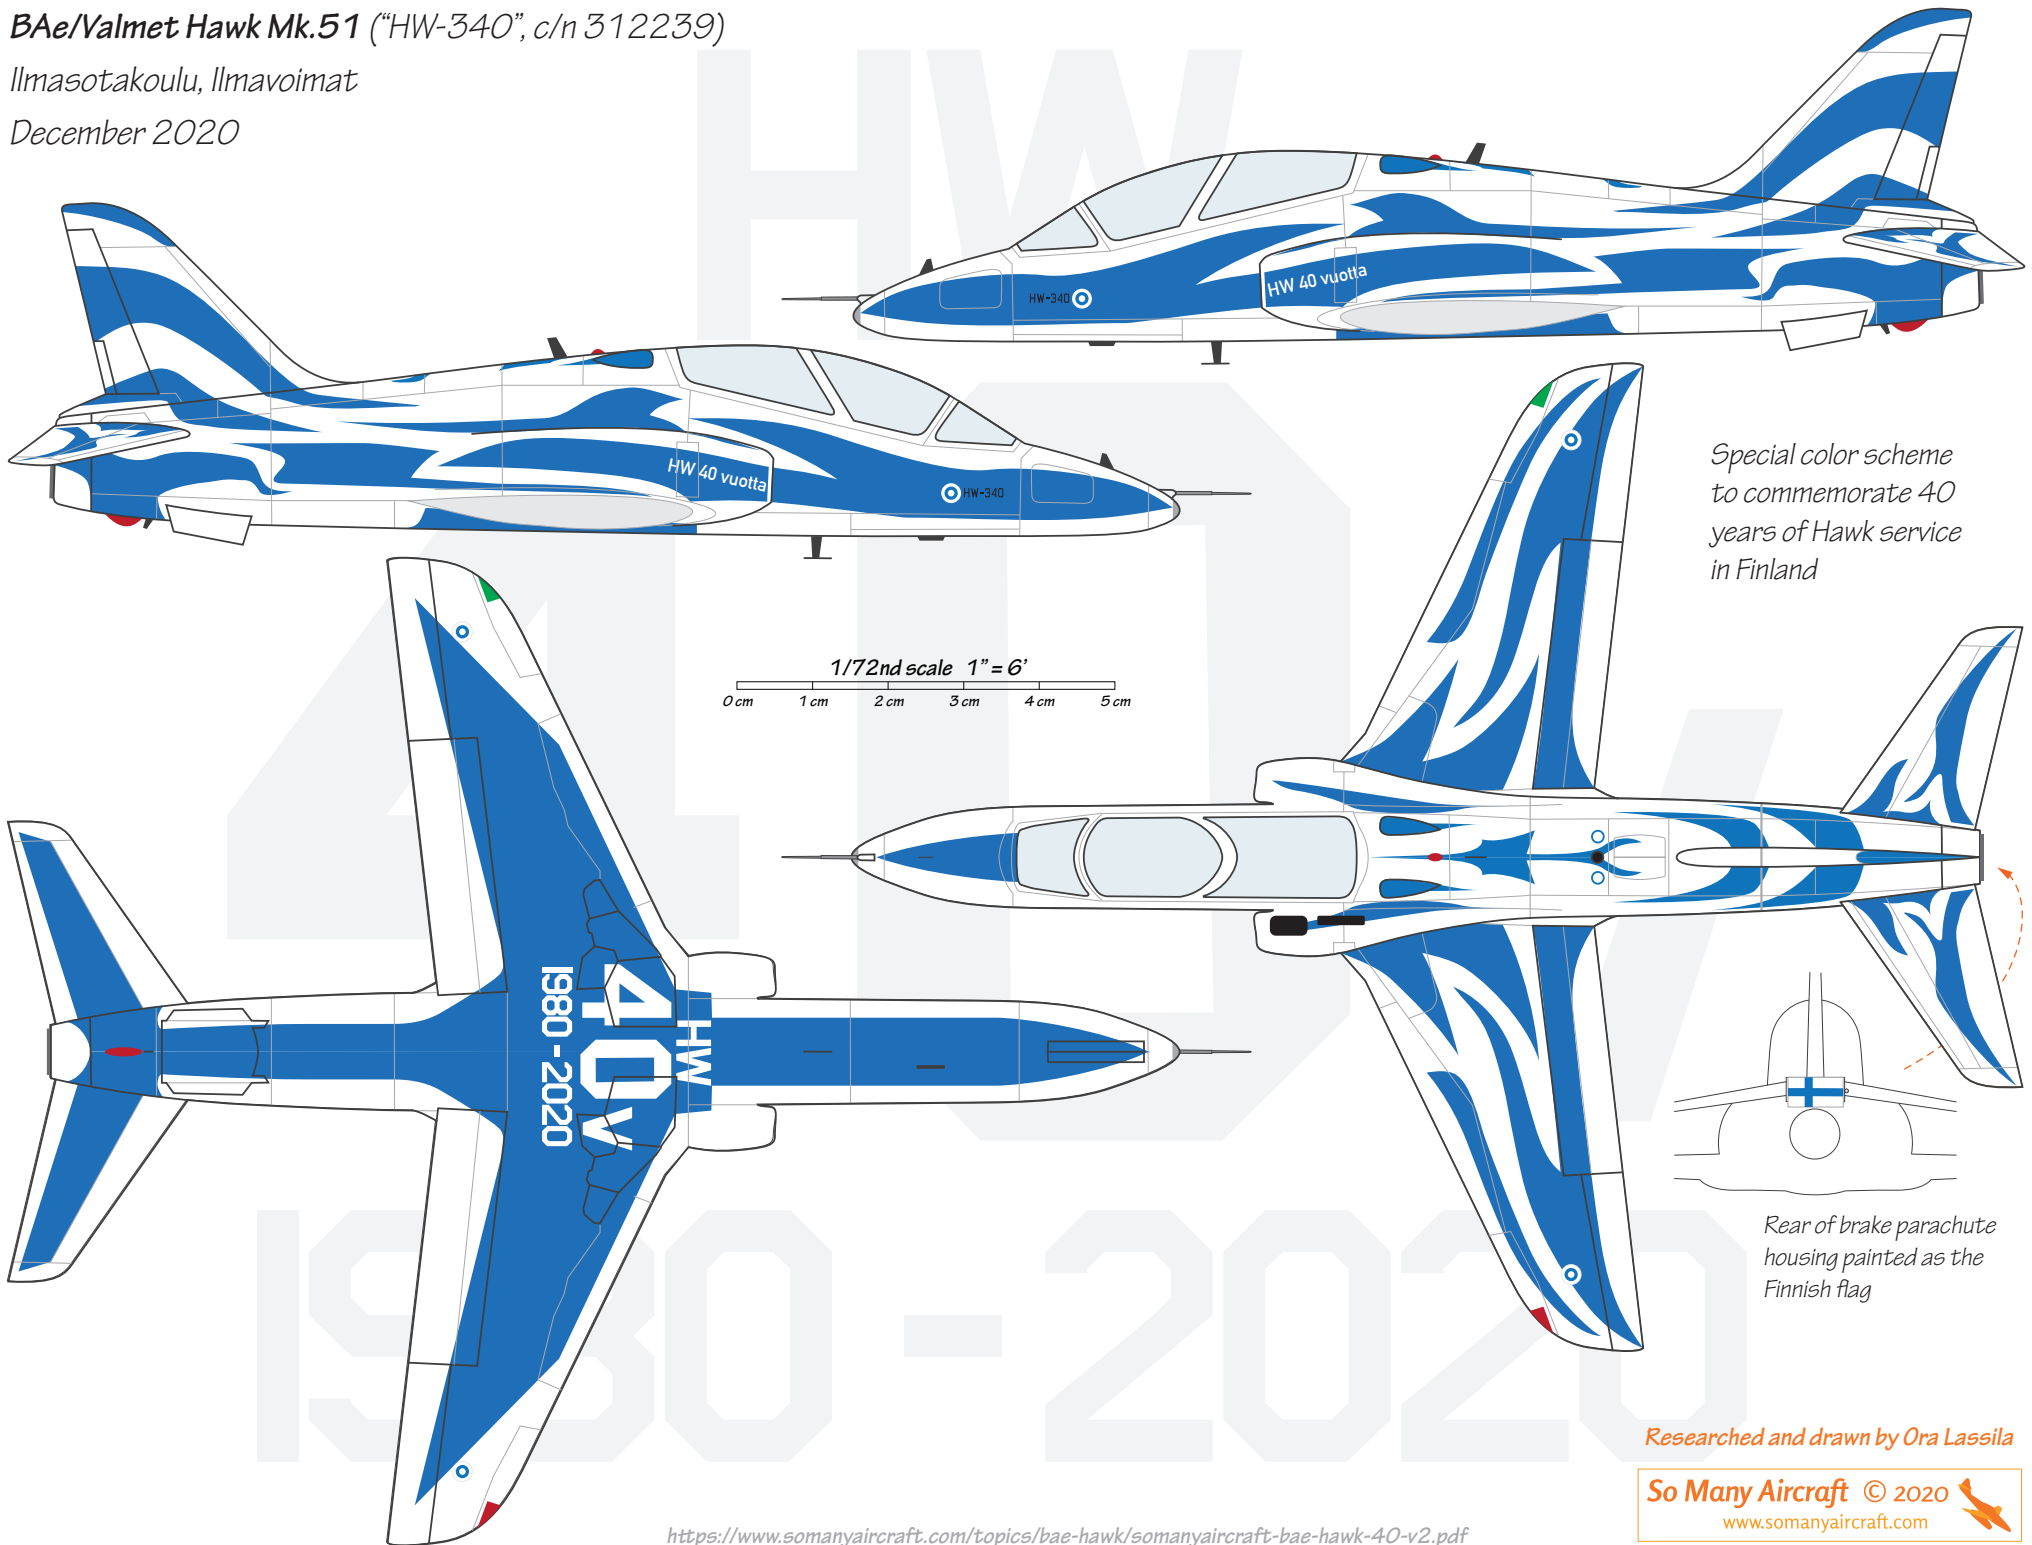 BAe/Valmet Hawk Mk.51 (“HW-340”, c/n 312239)
Ilmasotakoulu, Ilmavoimat
December 2020
HW
HW-340
HW 40 vuotta
HW 40 vuotta
HW-340
Special color scheme
to commemorate 40
years of Hawk service
in Finland
40v
1/72nd scale 1” = 6’
0 cm 1 cm 2 cm 3 cm 4 cm 5 cm
HW
40v
1980-2020
Rear of brake parachute
housing painted as the
Finnish flag
1980-2020
Researched and drawn by Ora Lassila
So Many Aircraft © 2020
www.somanyaircraft.com
https://www.somanyaircraft.com/topics/bae-hawk/somanyaircraft-bae-hawk-40-v2.pdf